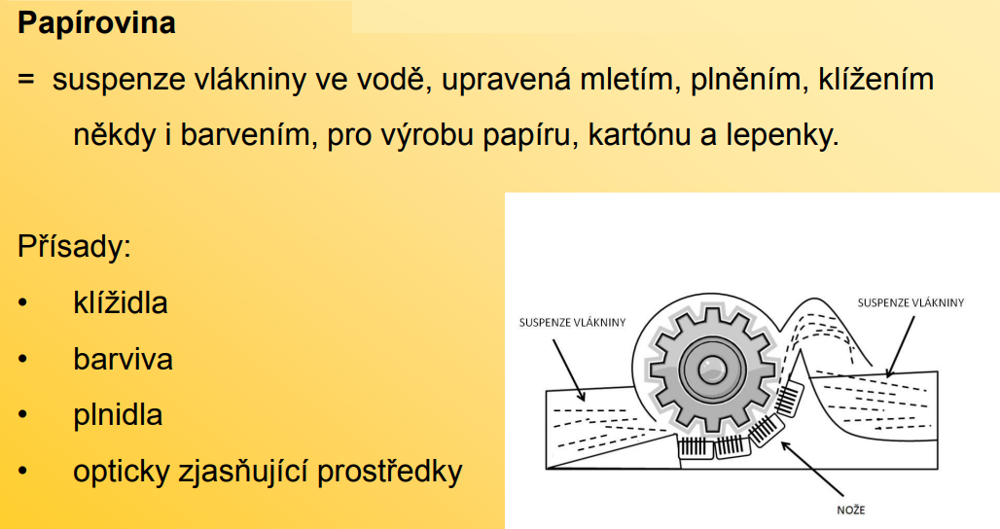 Papírovina
= suspenze vlákniny ve vodě, upravená mletím, plněním, klížením
někdy i barvením, pro výrobu papíru, kartónu a lepenky.
Přísady:
• klížidla
• barviva
• plnidla
• opticky zjasňující prostředky
SUSPENZE VLÁKNINY
SUSPENZE VLÁKNINY
NOŽE